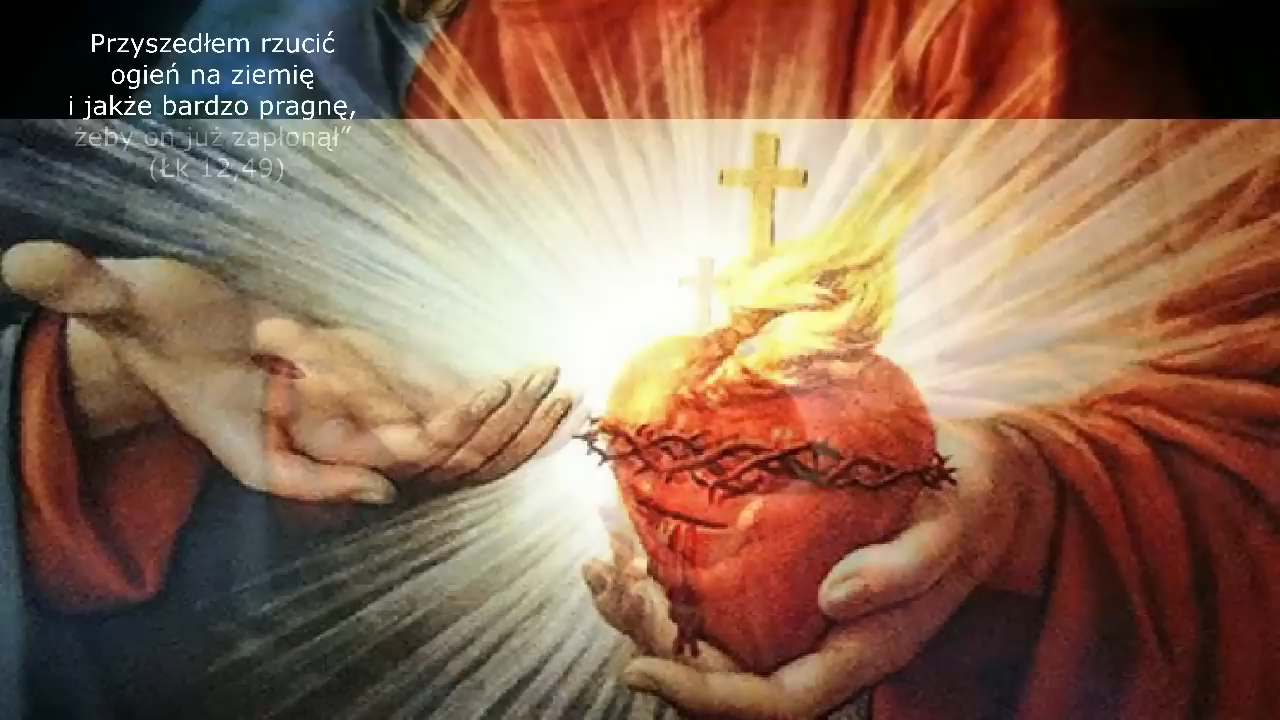 Przyszedłem rzucić
ogień na ziemię
i jakże bardzo pragnę,
żeby on już zapłonął”
(Łk 12,49)